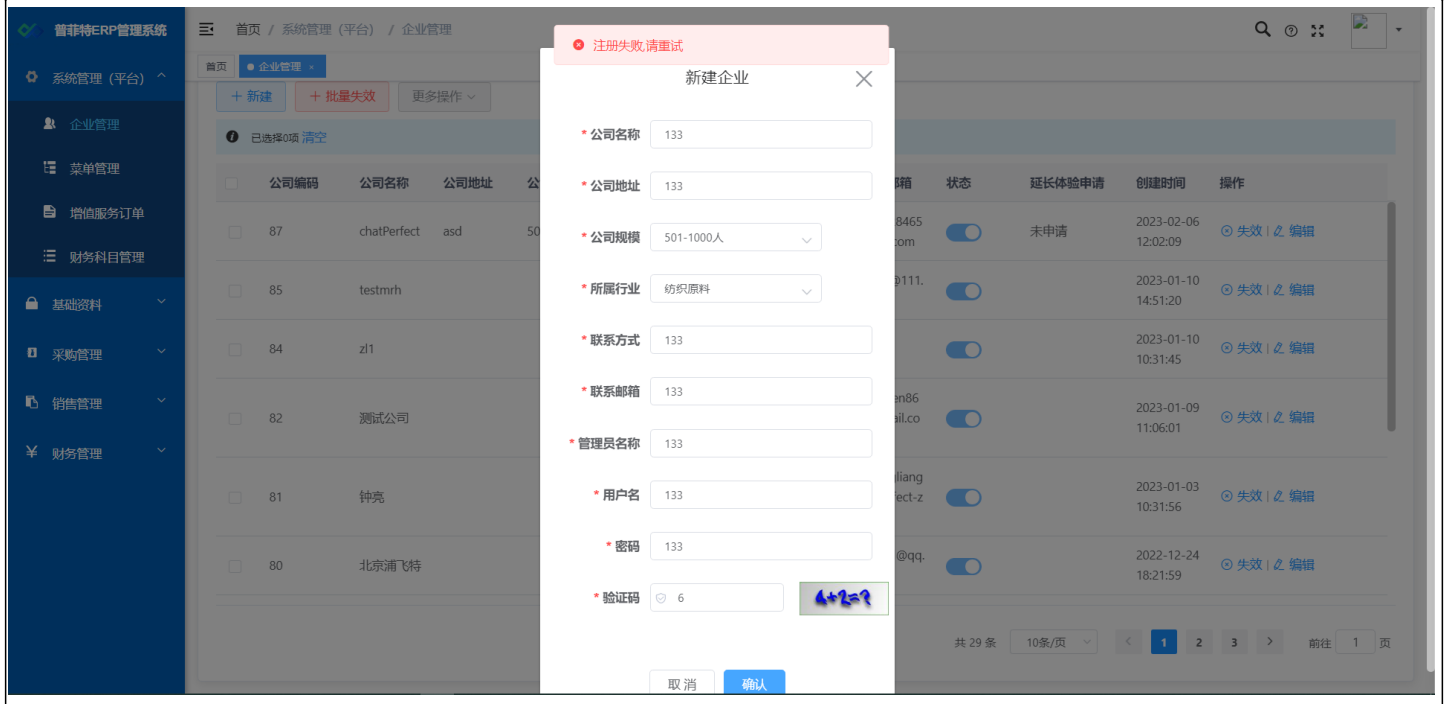 普菲特ERP管理系统
首页 / 系统管理（平台） / 企业管理
注册失败,请重试
系统管理（平台）
企业管理
菜单管理
增值服务订单
财务科目管理
基础资料
采购管理
销售管理
财务管理
首页 企业管理 ×
+ 新建 + 批量失效 更多操作
已选择0项 清空
公司编码 公司名称 公司地址 公 邮箱 状态 延长体验申请 创建时间 操作
87 chatPerfect asd 50 8465 未申请 2023-02-06 失效 编辑
com 12:02:09
85 testmrh @111. 2023-01-10 失效 编辑
14:51:20
84 zl1 2023-01-10 失效 编辑
10:31:45
82 测试公司 en86 2023-01-09 失效 编辑
ail.co 11:06:01
81 钟亮 liang 2023-01-03 失效 编辑
fect-z 10:31:56
80 北京浦飞特 @qq. 2022-12-24 失效 编辑
18:21:59
共 29 条 10条/页 < 1 2 3 > 前往 1 页
新建企业
* 公司名称 133
* 公司地址 133
* 公司规模 501-1000人
* 所属行业 纺织原料
* 联系方式 133
* 联系邮箱 133
* 管理员名称 133
* 用户名 133
* 密码 133
* 验证码 6 4+2=?
取消 确认